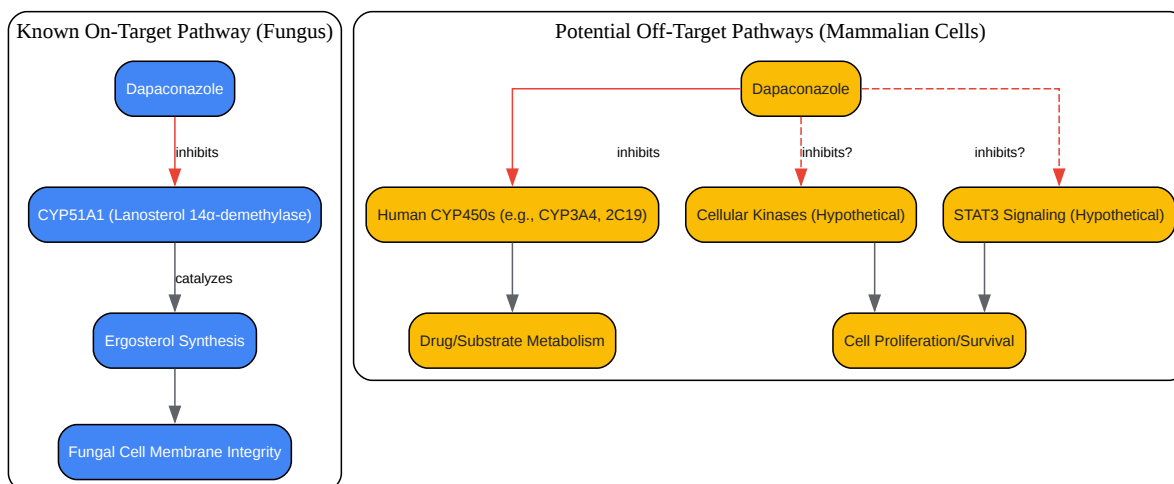 Known On-Target Pathway (Fungus)
Dapaconazole
inhibits
CYP51A1 (Lanosterol 14α-demethylase)
catalyzes
Ergosterol Synthesis
Fungal Cell Membrane Integrity
Potential Off-Target Pathways (Mammalian Cells)
Dapaconazole
inhibits
inhibits?
inhibits?
Human CYP450s (e.g., CYP3A4, 2C19)
Cellular Kinases (Hypothetical)
STAT3 Signaling (Hypothetical)
Drug/Substrate Metabolism
Cell Proliferation/Survival